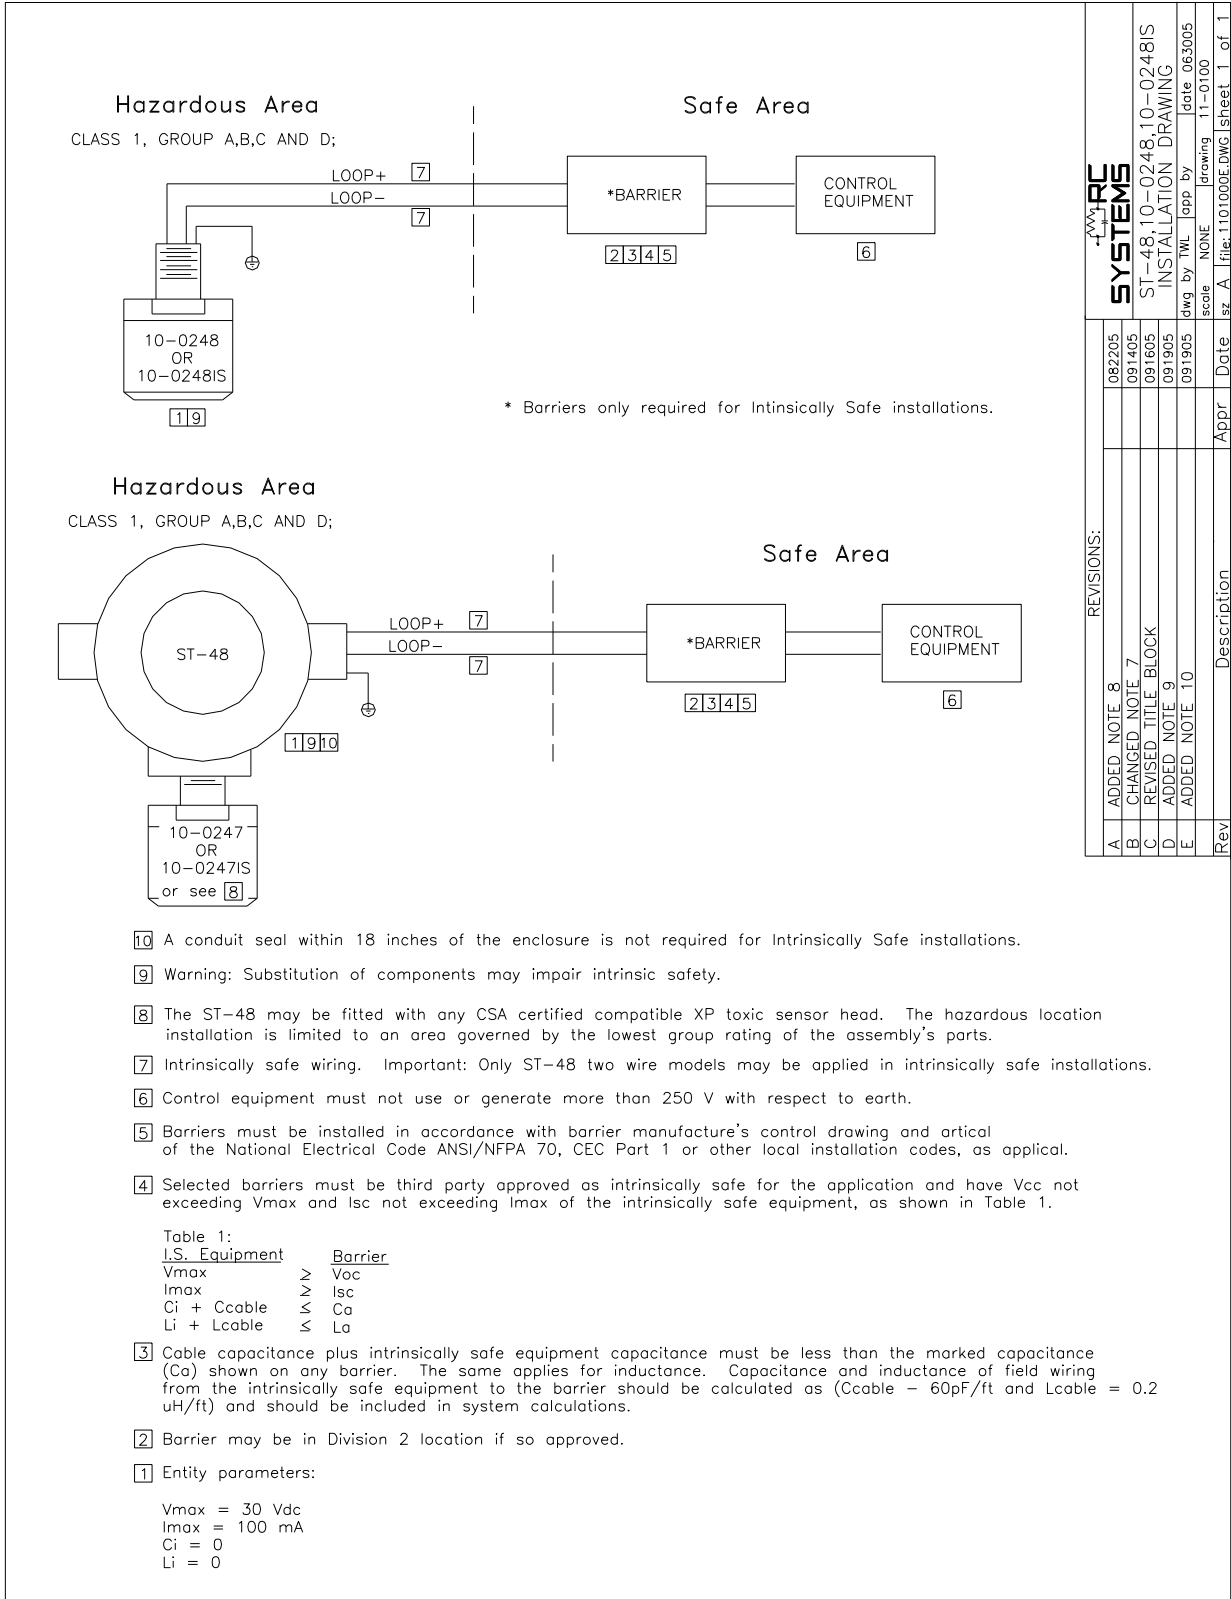 Hazardous Area
CLASS 1, GROUP A,B,C AND D;
Safe Area
LOOP+
7
LOOP-
7
*BARRIER
2 3 4 5
CONTROL
EQUIPMENT
6
10-0248
OR
10-0248IS
1 9
* Barriers only required for Intinsically Safe installations.
Hazardous Area
CLASS 1, GROUP A,B,C AND D;
Safe Area
ST-48
LOOP+
7
LOOP-
7
*BARRIER
2 3 4 5
CONTROL
EQUIPMENT
6
1 9 10
10-0247
OR
10-0247IS
or see 8
10 A conduit seal within 18 inches of the enclosure is not required for Intrinsically Safe installations.
9 Warning: Substitution of components may impair intrinsic safety.
8 The ST-48 may be fitted with any CSA certified compatible XP toxic sensor head. The hazardous location
installation is limited to an area governed by the lowest group rating of the assembly's parts.
7 Intrinsically safe wiring. Important: Only ST-48 two wire models may be applied in intrinsically safe installations.
6 Control equipment must not use or generate more than 250 V with respect to earth.
5 Barriers must be installed in accordance with barrier manufacture's control drawing and artical
of the National Electrical Code ANSI/NFPA 70, CEC Part 1 or other local installation codes, as applical.
4 Selected barriers must be third party approved as intrinsically safe for the application and have Vcc not
exceeding Vmax and Isc not exceeding Imax of the intrinsically safe equipment, as shown in Table 1.
Table 1:
I.S. Equipment Barrier
Vmax ≥ Voc
Imax ≥ Isc
Ci + Ccable ≤ Ca
Li + Lcable ≤ La
3 Cable capacitance plus intrinsically safe equipment capacitance must be less than the marked capacitance
(Ca) shown on any barrier. The same applies for inductance. Capacitance and inductance of field wiring
from the intrinsically safe equipment to the barrier should be calculated as (Ccable - 60pF/ft and Lcable = 0.2
uH/ft) and should be included in system calculations.
2 Barrier may be in Division 2 location if so approved.
1 Entity parameters:
Vmax = 30 Vdc
Imax = 100 mA
Ci = 0
Li = 0
REVISIONS:
A ADDED NOTE 8 082205
B CHANGED NOTE 7 091405
C REVISED TITLE BLOCK 091605
D ADDED NOTE 9 091905
E ADDED NOTE 10 091905
Rev Description Appr Date
RC
SYSTEMS
ST-48,10-0248,10-0248IS
INSTALLATION DRAWING
dwg by TWL app by date 063005
scale NONE drawing 11-0100
sz A file: 1101000E.DWG sheet 1 of 1